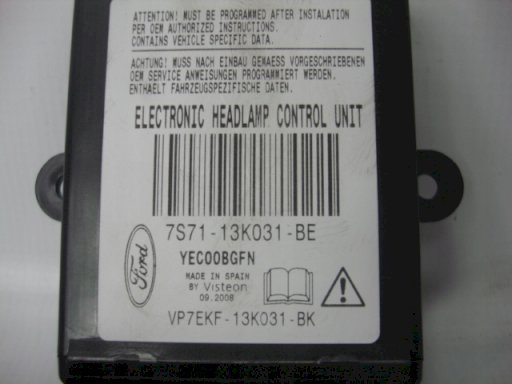 ATTENTION! MUST BE PROGRAMMED AFTER INSTALATION
PER OEM AUTHORIZED INSTRUCTIONS.
CONTAINS VEHICLE SPECIFIC DATA.
ACHTUNG! MUSS NACH EINBAU GEMAESS VORGESCHRIEBENEN
OEM SERVICE ANWEISUNGEN PROGRAMMIERT WERDEN.
ENTHAELT FAHRZEUGSPEZIFISCHE DATEN.
ELECTRONIC HEADLAMP CONTROL UNIT
7S71-13K031-BE
Ford
YEC00BGFN
MADE IN SPAIN
BY Visteon
09.2008
VP7EKF-13K031-BK